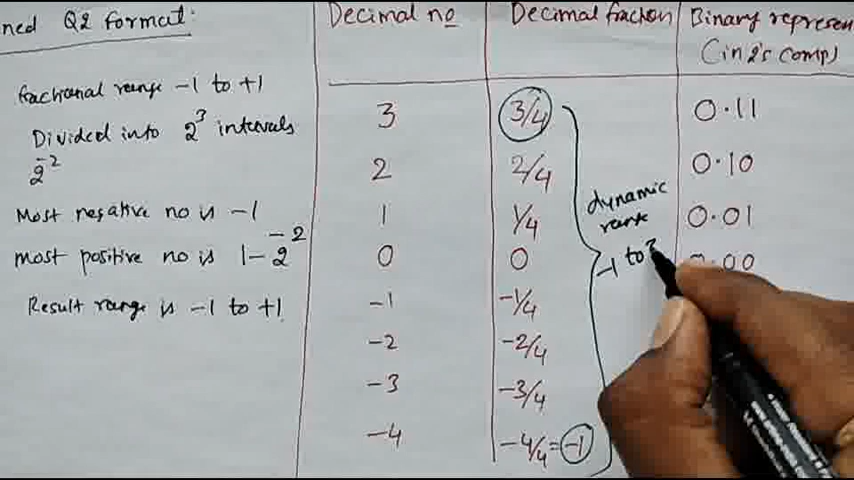 ned Q2 Format:
fractional range -1 to +1
Divided into 2^3 intervals
2^-2
Most negative no is -1
most positive no is 1-2^-2
Result range is -1 to +1
Decimal no
3
2
1
0
-1
-2
-3
-4
Decimal fraction
3/4
2/4
1/4
0
-1/4
-2/4
-3/4
-4/4=-1
dynamic
range
-1 to
Binary represen
(in 2's comp)
0.11
0.10
0.01
0.00